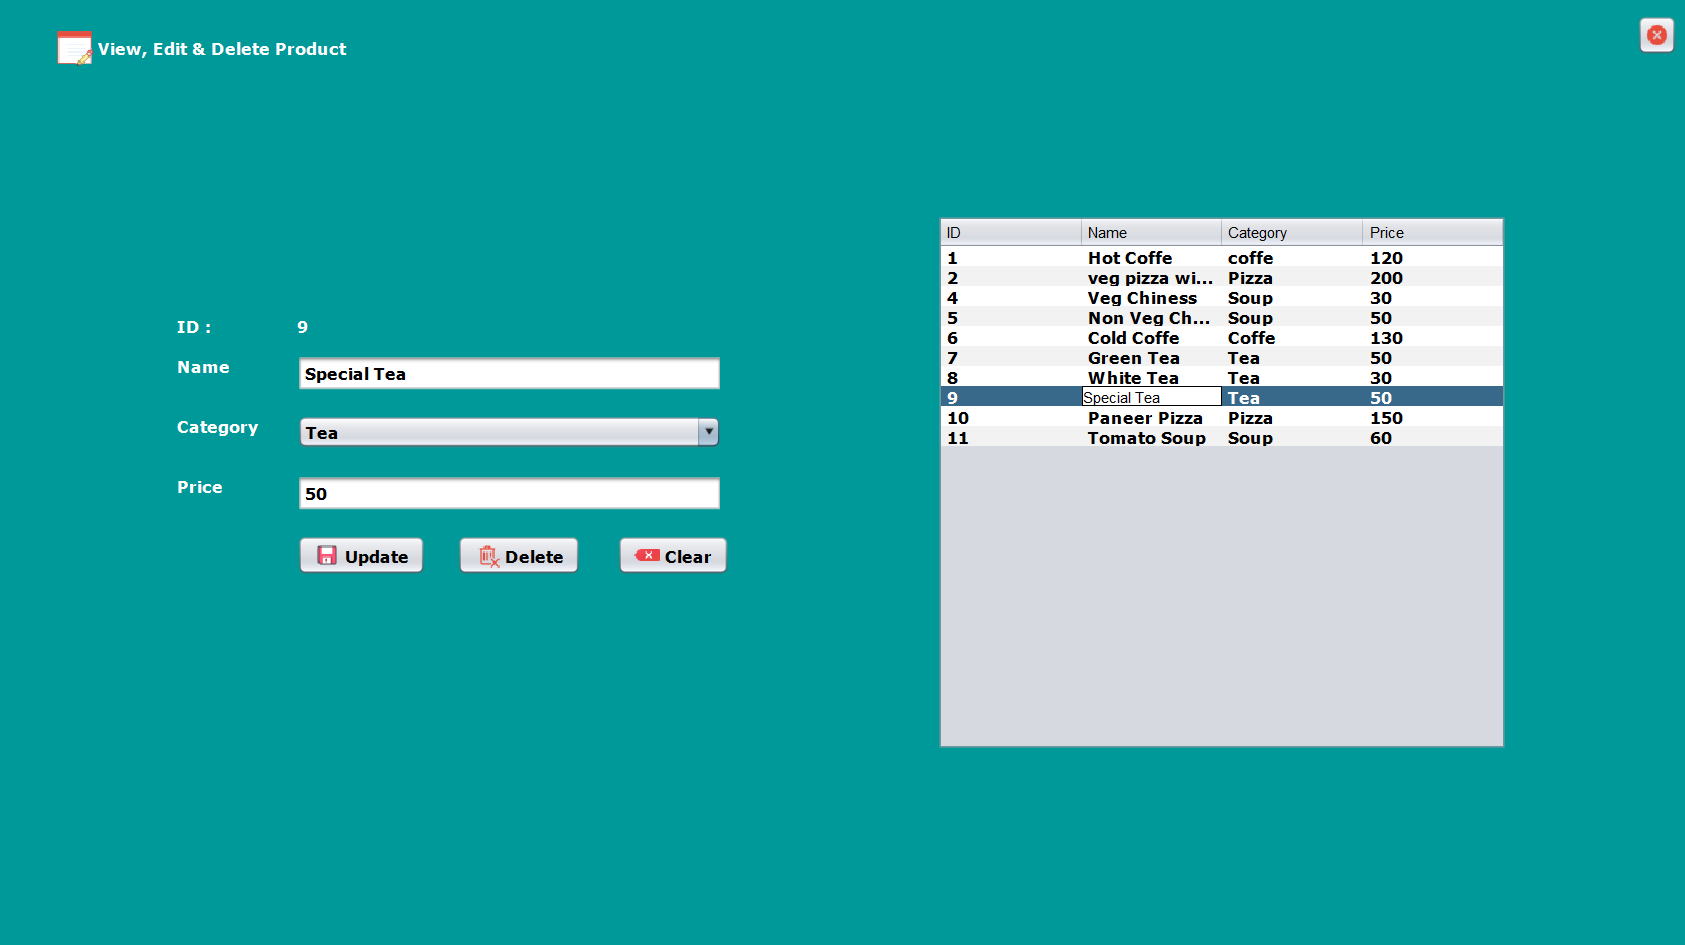 View, Edit & Delete Product
ID : 9
Name Special Tea
Category Tea
Price 50
Update Delete Clear
ID Name Category Price
1 Hot Coffe coffe 120
2 veg pizza wi... Pizza 200
4 Veg Chiness Soup 30
5 Non Veg Ch... Soup 50
6 Cold Coffe Coffe 130
7 Green Tea Tea 50
8 White Tea Tea 30
9 Special Tea Tea 50
10 Paneer Pizza Pizza 150
11 Tomato Soup Soup 60